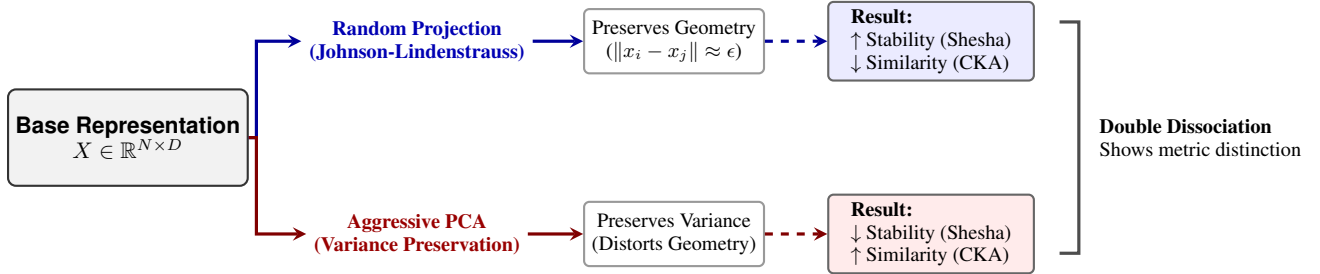 Base Representation
X ∈ ℝ^{N×D}
Random Projection
(Johnson-Lindenstrauss)
Preserves Geometry
(‖x_i − x_j‖ ≈ ϵ)
Result:
↑ Stability (Shesha)
↓ Similarity (CKA)
Aggressive PCA
(Variance Preservation)
Preserves Variance
(Distorts Geometry)
Result:
↓ Stability (Shesha)
↑ Similarity (CKA)
Double Dissociation
Shows metric distinction